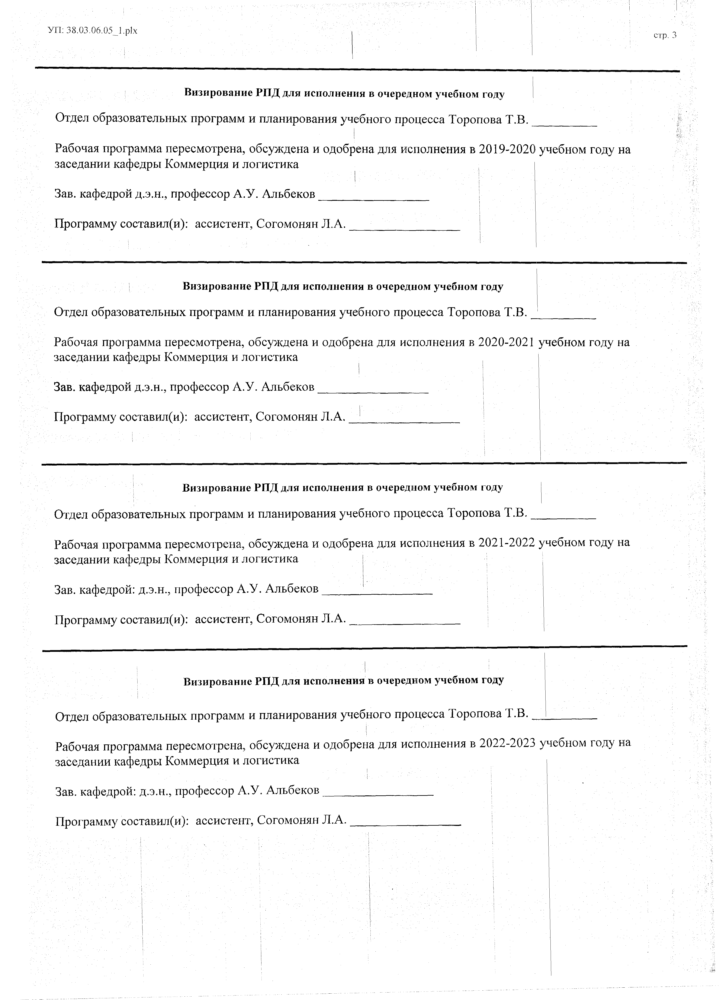 УП: 38.03.06.05_1.plx
стр. 3
Визирование РПД для исполнения в очередном учебном году
Отдел образовательных программ и планирования учебного процесса Торопова Т.В. __________
Рабочая программа пересмотрена, обсуждена и одобрена для исполнения в 2019-2020 учебном году на
заседании кафедры Коммерция и логистика
Зав. кафедрой д.э.н., профессор А.У. Альбеков _________________
Программу составил(и): ассистент, Согомонян Л.А. _________________
Визирование РПД для исполнения в очередном учебном году
Отдел образовательных программ и планирования учебного процесса Торопова Т.В. __________
Рабочая программа пересмотрена, обсуждена и одобрена для исполнения в 2020-2021 учебном году на
заседании кафедры Коммерция и логистика
Зав. кафедрой д.э.н., профессор А.У. Альбеков _________________
Программу составил(и): ассистент, Согомонян Л.А. _________________
Визирование РПД для исполнения в очередном учебном году
Отдел образовательных программ и планирования учебного процесса Торопова Т.В. __________
Рабочая программа пересмотрена, обсуждена и одобрена для исполнения в 2021-2022 учебном году на
заседании кафедры Коммерция и логистика
Зав. кафедрой: д.э.н., профессор А.У. Альбеков _________________
Программу составил(и): ассистент, Согомонян Л.А. _________________
Визирование РПД для исполнения в очередном учебном году
Отдел образовательных программ и планирования учебного процесса Торопова Т.В. __________
Рабочая программа пересмотрена, обсуждена и одобрена для исполнения в 2022-2023 учебном году на
заседании кафедры Коммерция и логистика
Зав. кафедрой: д.э.н., профессор А.У. Альбеков _________________
Программу составил(и): ассистент, Согомонян Л.А. _________________